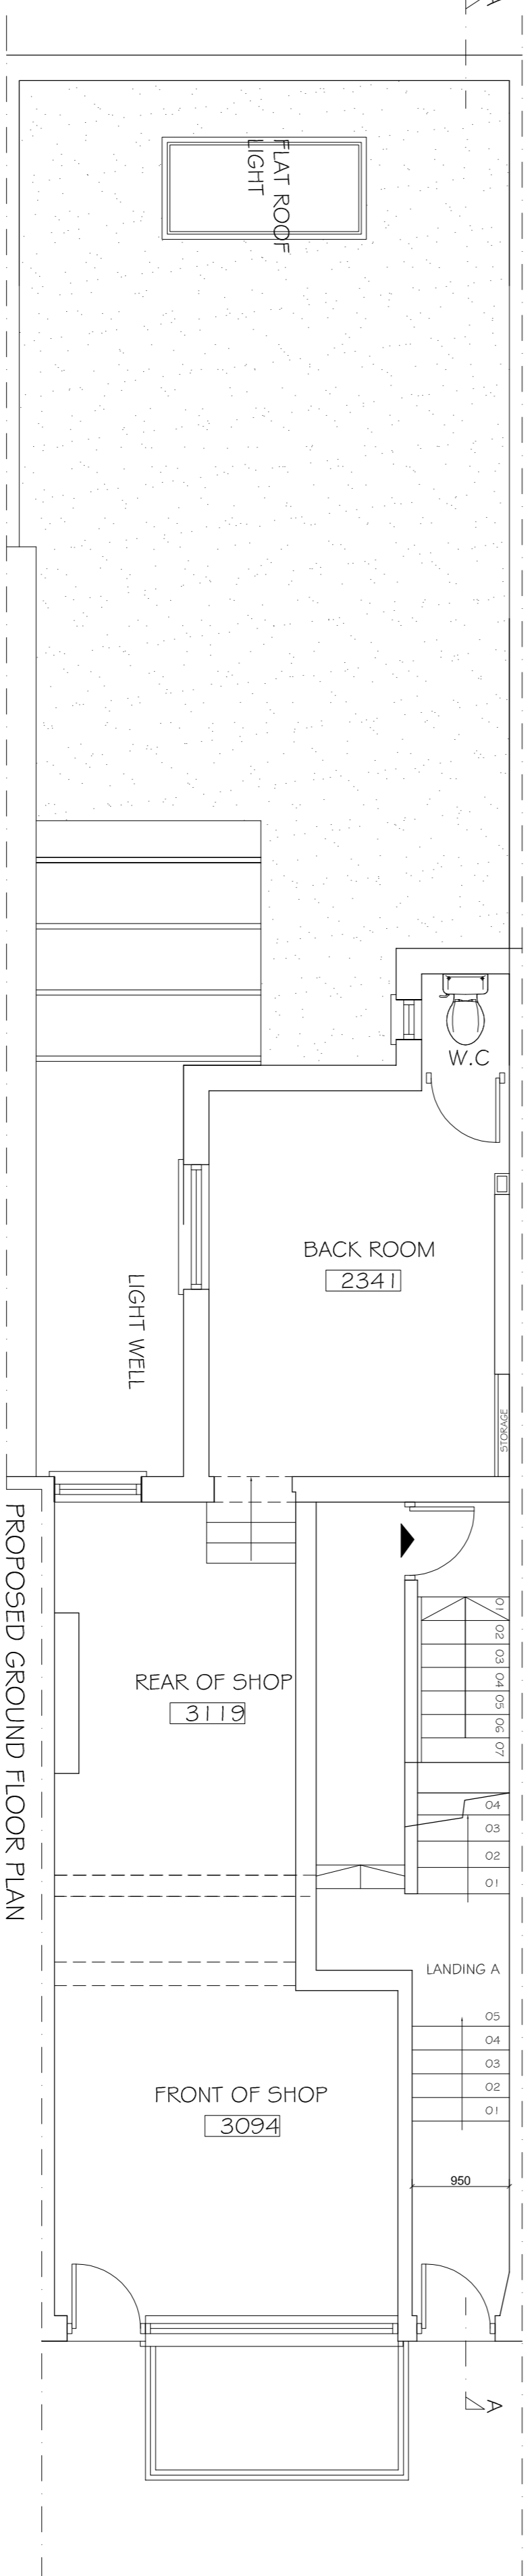 A
FLAT ROOF
LIGHT
W.C
BACK ROOM
2341
LIGHT WELL
STORAGE
01
02
03
04
05
06
07
REAR OF SHOP
3119
04
03
02
01
PROPOSED GROUND FLOOR PLAN
LANDING A
05
04
03
02
01
FRONT OF SHOP
3094
950
A